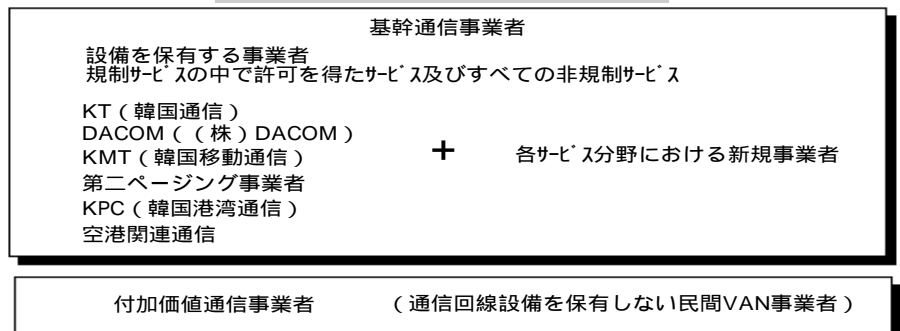 基幹通信事業者
設備を保有する事業者
規制ｻｰﾋﾞｽの中で許可を得たｻｰﾋﾞｽ及びすべての非規制ｻｰﾋﾞｽ
KT（韓国通信）
DACOM（（株）DACOM）
KMT（韓国移動通信）
第二ページング事業者
KPC（韓国港湾通信）
空港関連通信
+
各ｻｰﾋﾞｽ分野における新規事業者
付加価値通信事業者　（通信回線設備を保有しない民間VAN事業者）